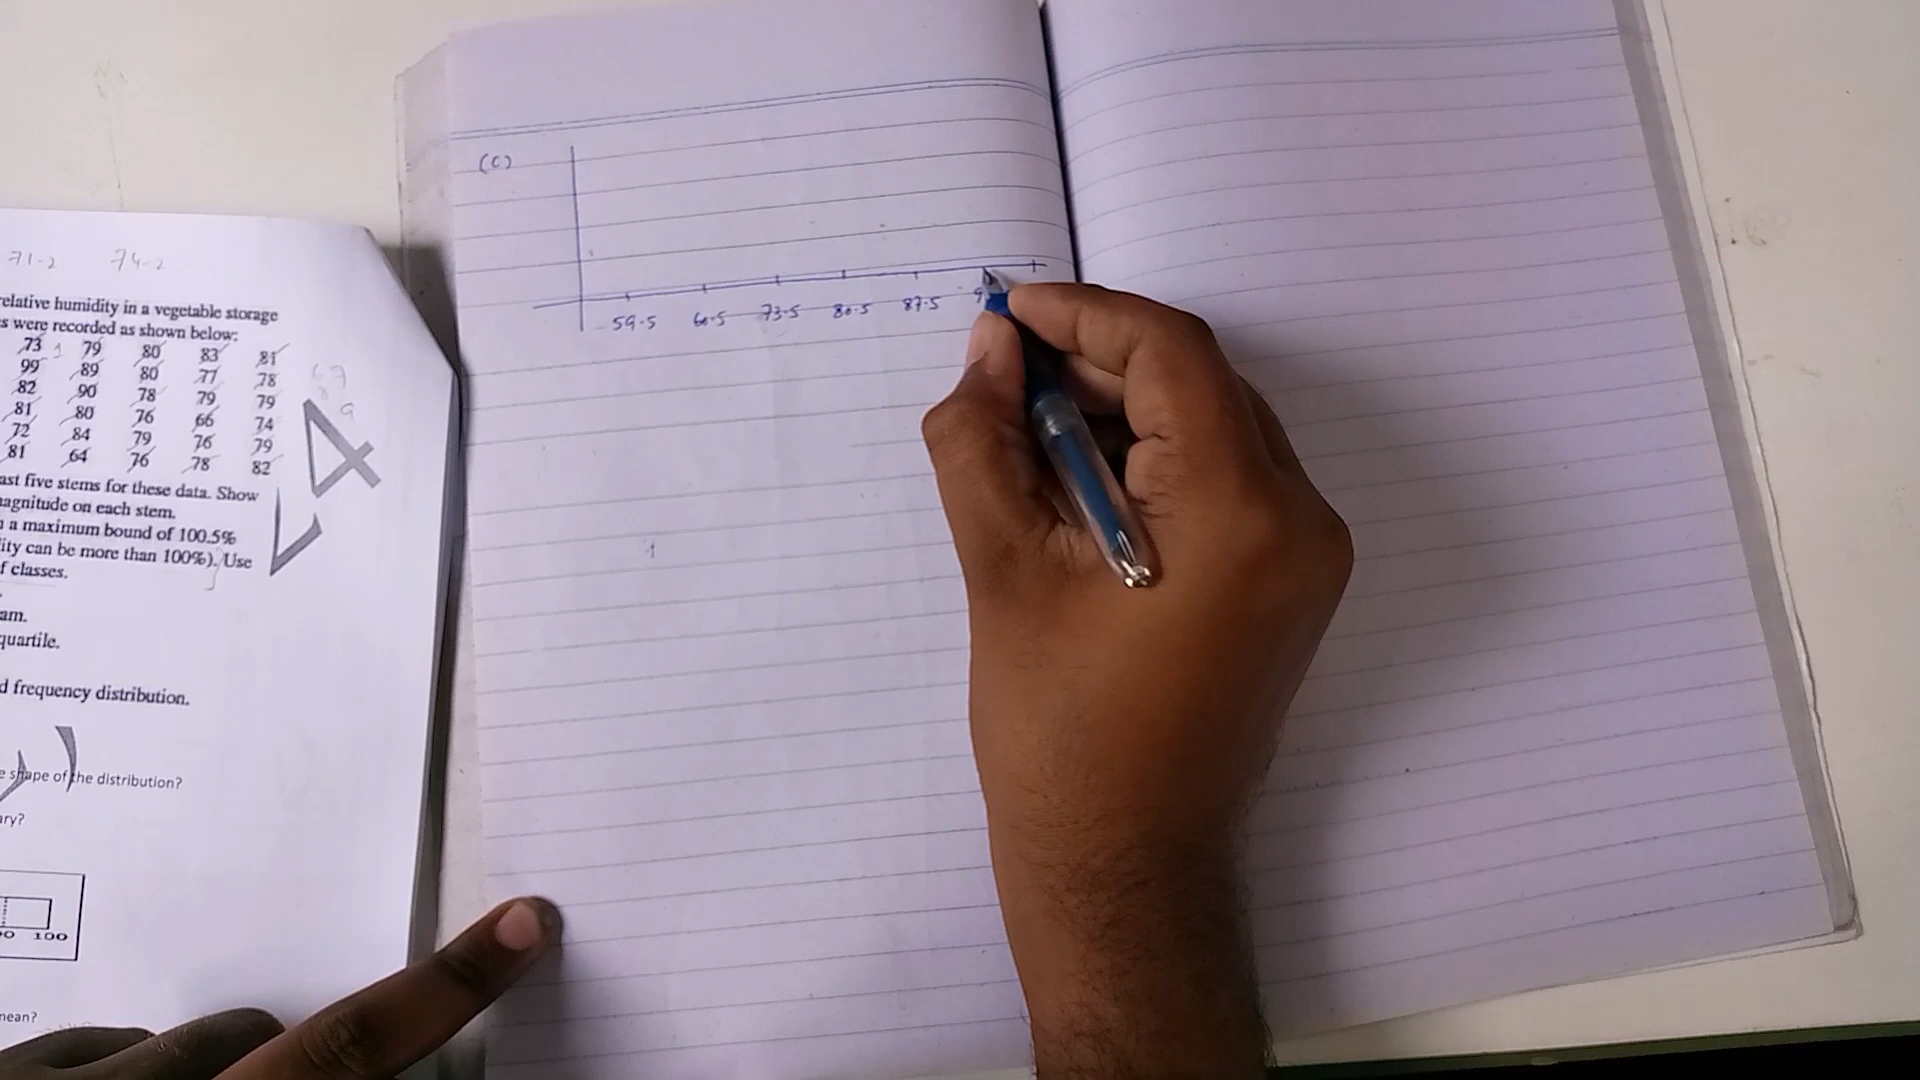 71-2 74-2
relative humidity in a vegetable storage
s were recorded as shown below:
73 1 79 80 83 81
99 89 80 77 78
82 90 78 79 79
81 80 76 66 74
72 84 79 76 79
81 64 76 78 82
ast five stems for these data. Show
magnitude on each stem.
a maximum bound of 100.5%
ity can be more than 100%). Use
f classes.
am.
quartile.
d frequency distribution.
e shape of the distribution?
ary?
100
mean?
(C)
59.5 66.5 73.5 80.5 87.5 9